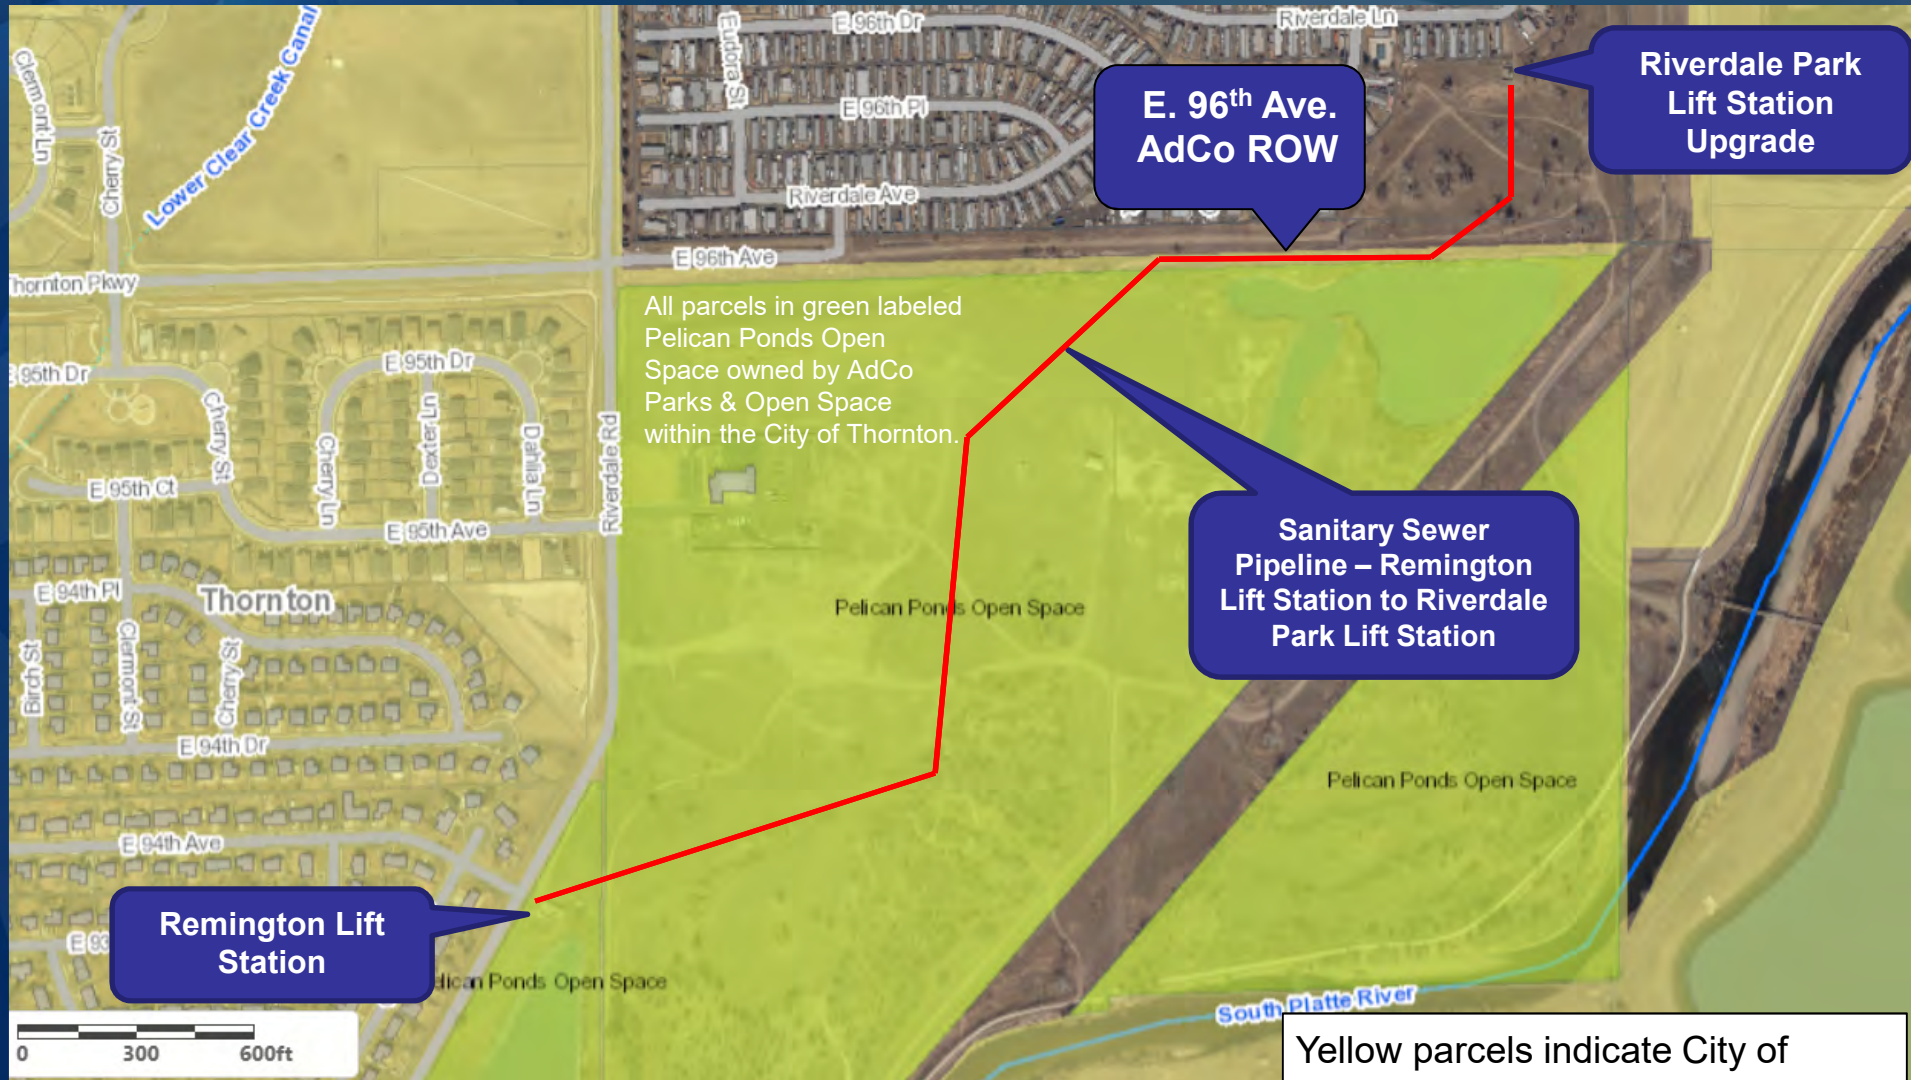 E 96th Dr
Riverdale Ln
Eudora St
E 96th Pl
Riverdale Ave
E 96th Ave
Clermont Ln
Cherry St
Lower Clear Creek Canal
E. 96th Ave.
AdCo ROW
Riverdale Park
Lift Station
Upgrade
Thornton Pkwy
All parcels in green labeled
Pelican Ponds Open
Space owned by AdCo
Parks & Open Space
within the City of Thornton.
E 95th Dr
E 95th Dr
Cherry St
Cherry Ln
Dexter Ln
Dahlia Ln
Riverdale Rd
E 95th Ct
E 95th Ave
Sanitary Sewer
Pipeline – Remington
Lift Station to Riverdale
Park Lift Station
E 94th Pl
Thornton
Birch St
Clermont St
Cherry St
E 94th Dr
Pelican Ponds Open Space
Pelican Ponds Open Space
E 94th Ave
Remington Lift
Station
E 93
elican Ponds Open Space
South Platte River
0 300 600ft
Yellow parcels indicate City of